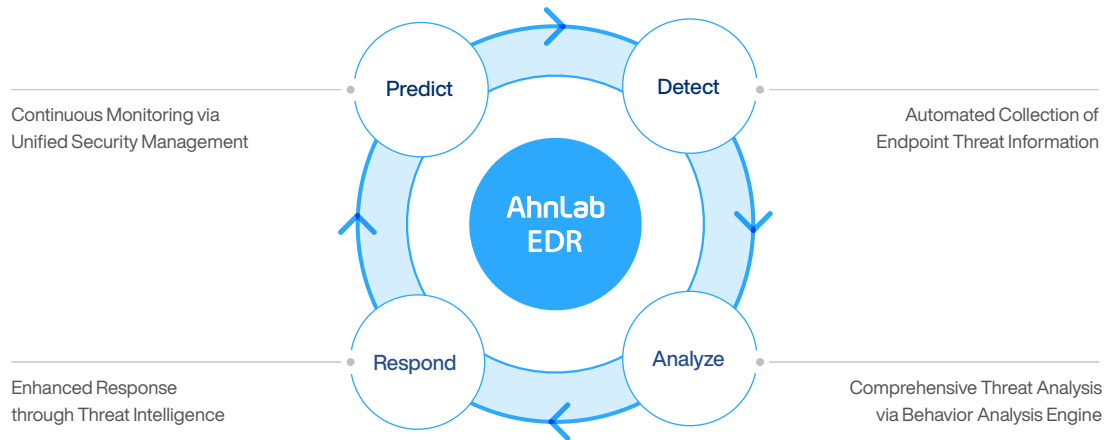 Predict
Detect
Continuous Monitoring via
Unified Security Management
Automated Collection of
Endpoint Threat Information
AhnLab
EDR
Respond
Analyze
Enhanced Response
through Threat Intelligence
Comprehensive Threat Analysis
via Behavior Analysis Engine